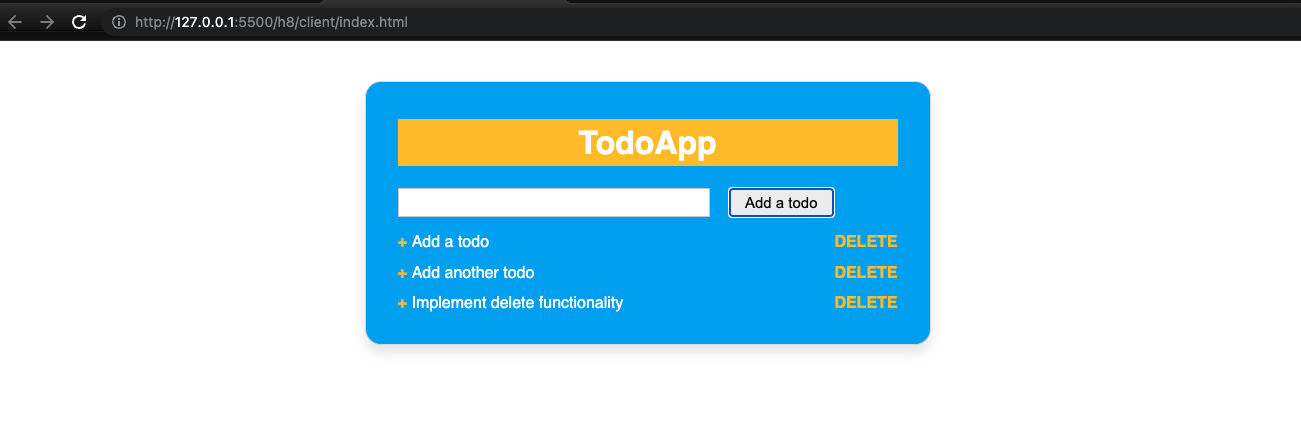 http://127.0.0.1:5500/h8/client/index.html
TodoApp
Add a todo
+ Add a todo DELETE
+ Add another todo DELETE
+ Implement delete functionality DELETE